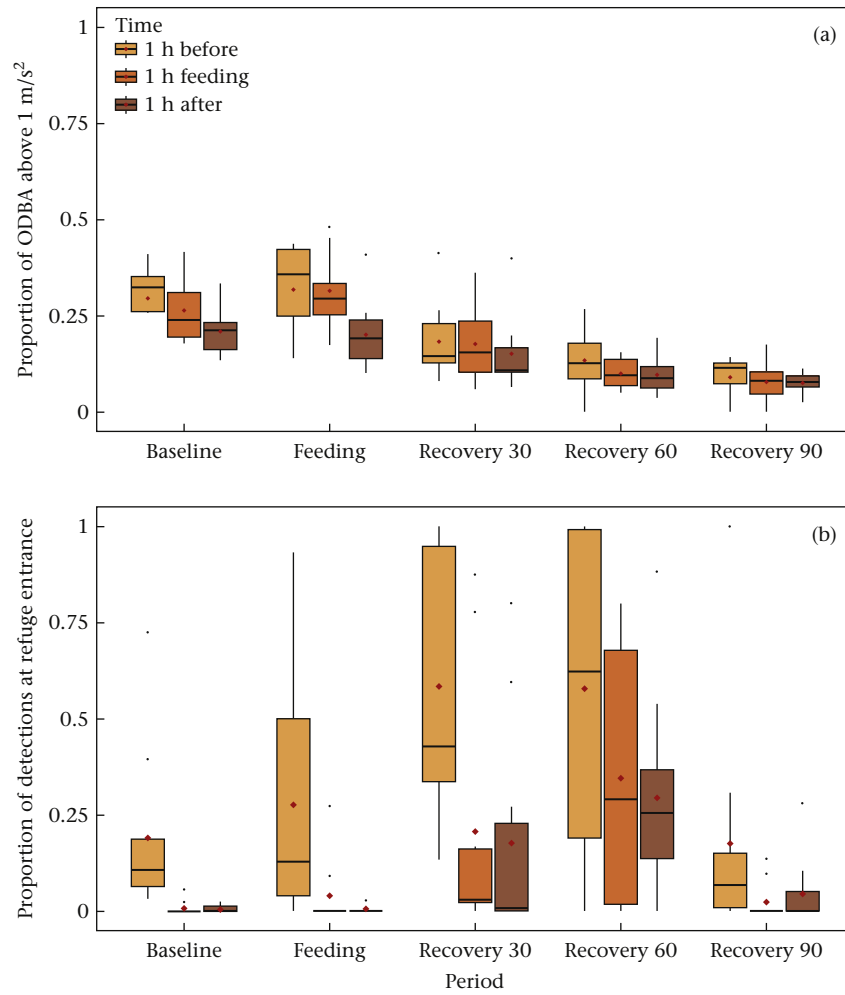 Time
1 h before
1 h feeding
1 h after
(a)
Proportion of ODBA above 1 m/s²
1
0.75
0.5
0.25
0
Baseline Feeding Recovery 30 Recovery 60 Recovery 90
(b)
Proportion of detections at refuge entrance
1
0.75
0.5
0.25
0
Baseline Feeding Recovery 30 Recovery 60 Recovery 90
Period